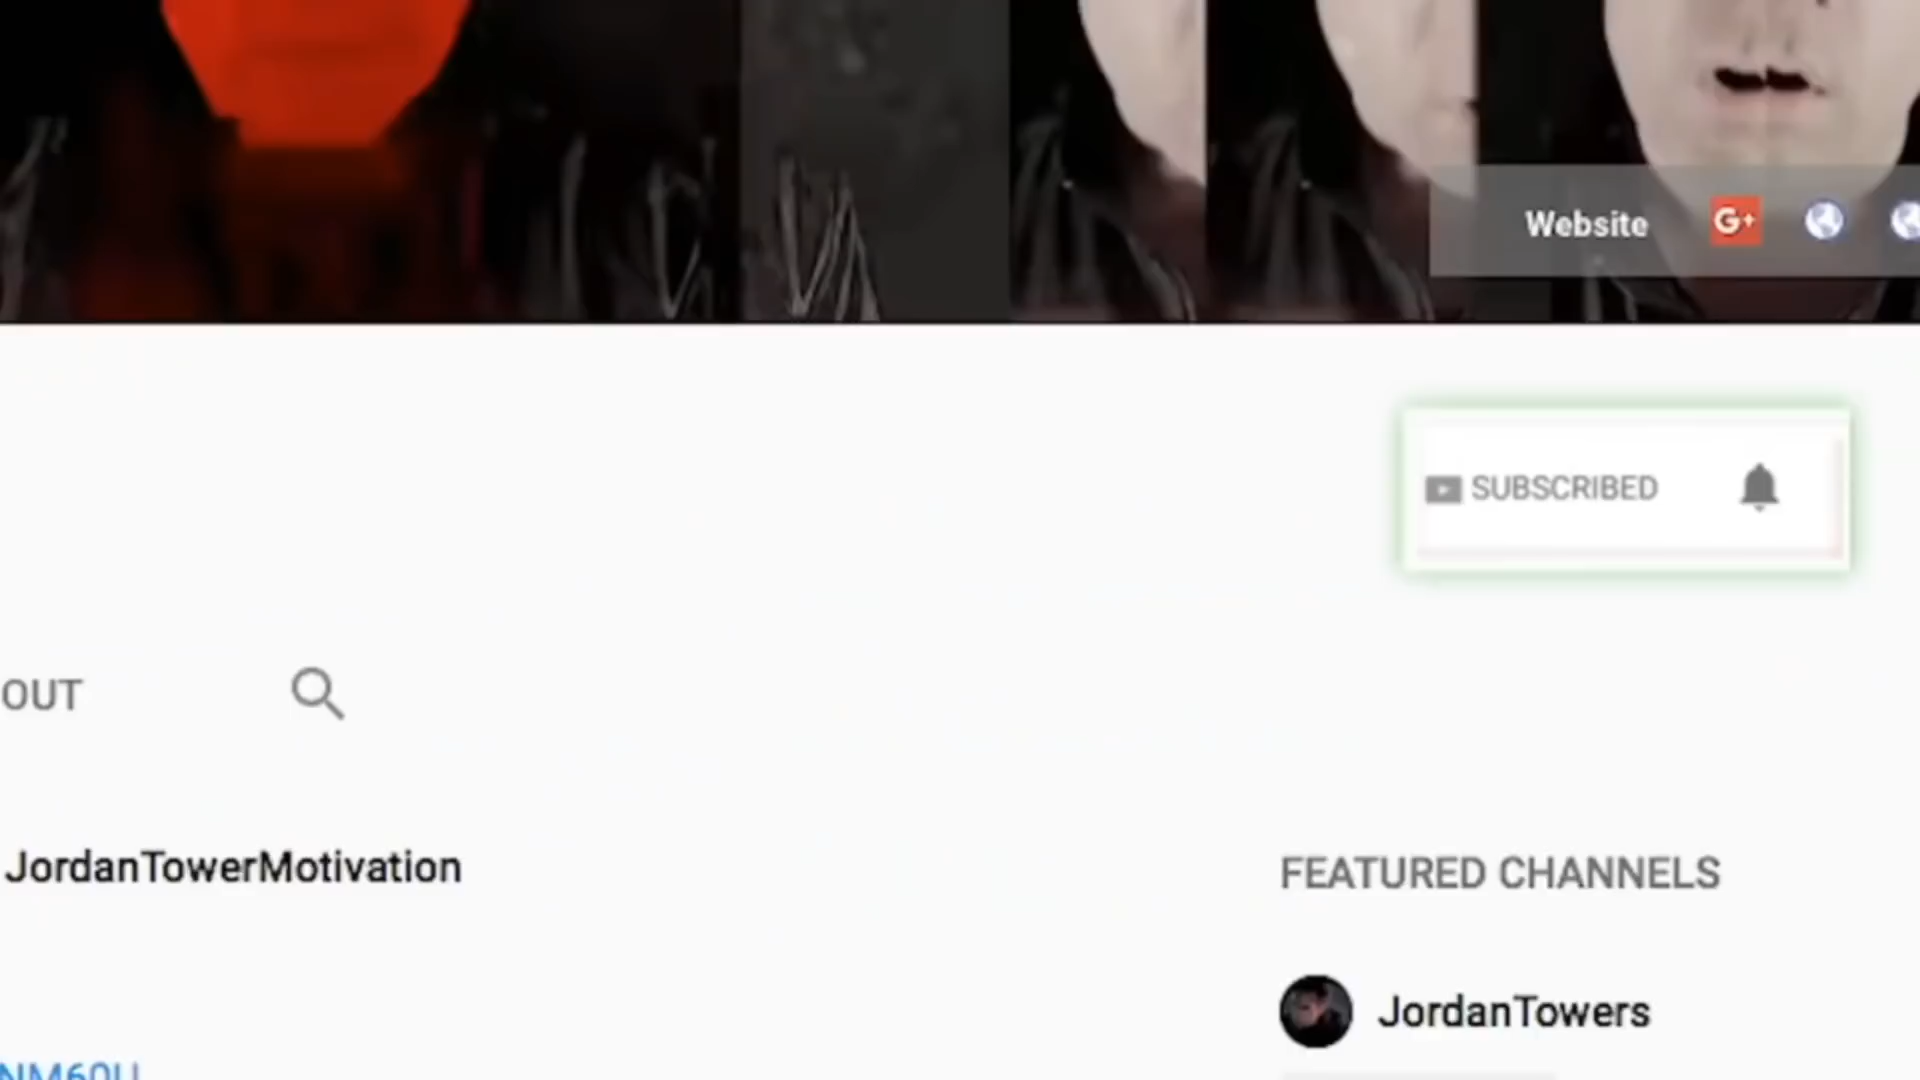 Website G+
SUBSCRIBED
OUT
JordanTowerMotivation
FEATURED CHANNELS
JordanTowers